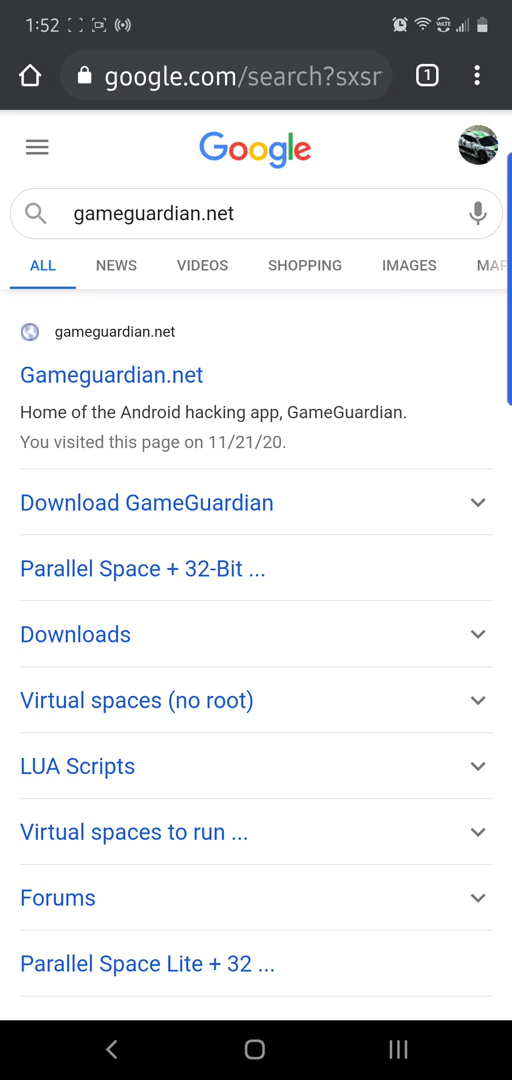 1:52
VoLTE
google.com/search?sxsr
1
Google
gameguardian.net
ALL NEWS VIDEOS SHOPPING IMAGES MAP
gameguardian.net
Gameguardian.net
Home of the Android hacking app, GameGuardian.
You visited this page on 11/21/20.
Download GameGuardian
Parallel Space + 32-Bit ...
Downloads
Virtual spaces (no root)
LUA Scripts
Virtual spaces to run ...
Forums
Parallel Space Lite + 32 ...